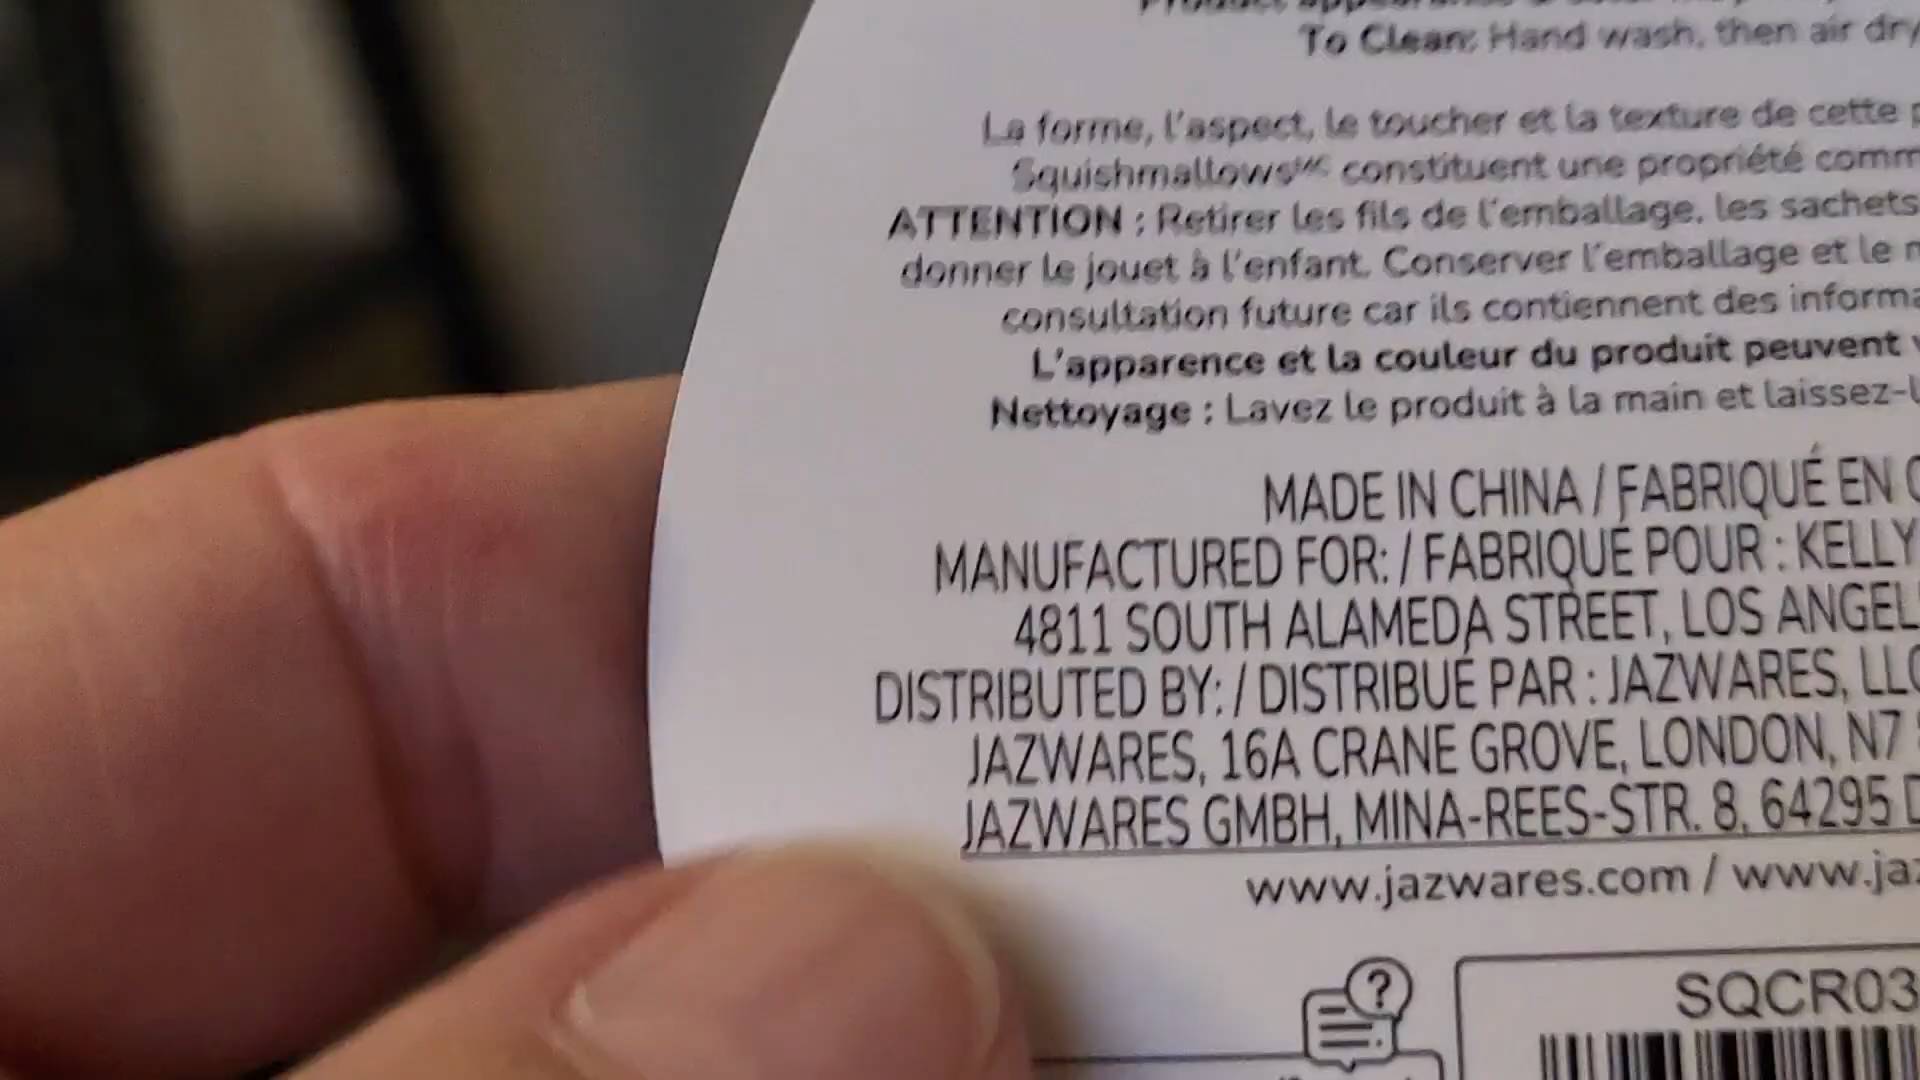 To Clean: Hand wash, then air dry
La forme, l'aspect, le toucher et la texture de cette
Squishmallowsᴹᶜ constituent une propriété comm
ATTENTION : Retirer les fils de l'emballage, les sachets
donner le jouet à l'enfant. Conserver l'emballage et le
consultation future car ils contiennent des informa
L'apparence et la couleur du produit peuvent
Nettoyage : Lavez le produit à la main et laissez-l
MADE IN CHINA / FABRIQUÉ EN C
MANUFACTURED FOR: / FABRIQUÉ POUR : KELLY
4811 SOUTH ALAMEDA STREET, LOS ANGEL
DISTRIBUTED BY: / DISTRIBUÉ PAR : JAZWARES, LLC
JAZWARES, 16A CRANE GROVE, LONDON, N7
JAZWARES GMBH, MINA-REES-STR. 8, 64295 D
www.jazwares.com / www.jaz
?
SQCR03